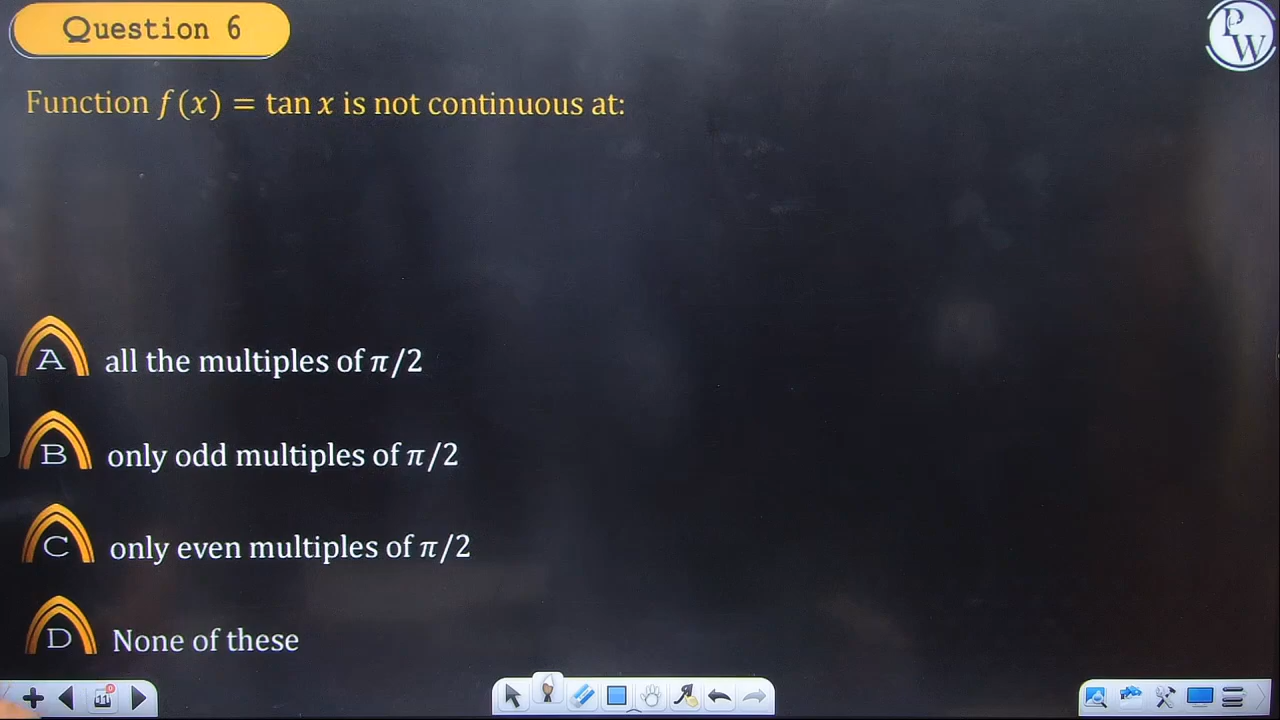 Question 6
PW
Function f(x) = tan x is not continuous at:
A all the multiples of π/2
B only odd multiples of π/2
C only even multiples of π/2
D None of these